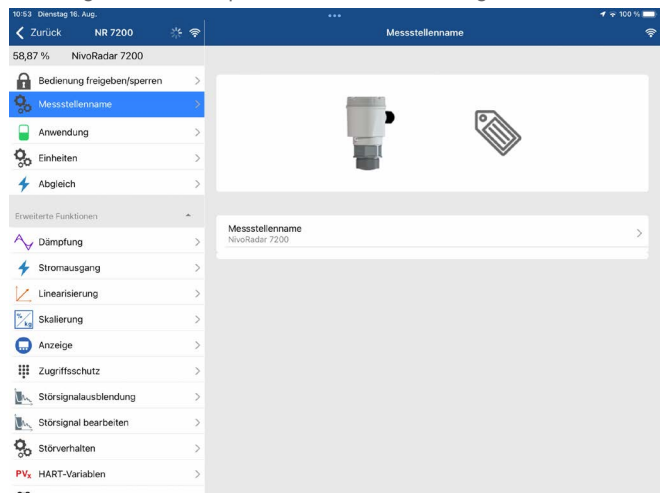 10:53 Dienstag 16. Aug.
100 %
Zurück NR 7200
Messstellenname
58,87 % NivoRadar 7200
Bedienung freigeben/sperren
Messstellenname
Anwendung
Einheiten
Abgleich
Erweiterte Funktionen
Dämpfung
Stromausgang
Linearisierung
% kg Skalierung
Anzeige
Zugriffsschutz
Störsignalausblendung
Störsignal bearbeiten
Störverhalten
PVx HART-Variablen
Messstellenname
NivoRadar 7200